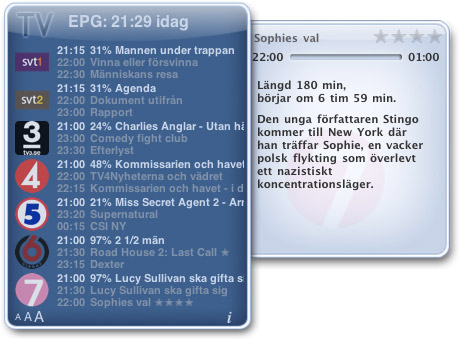 TV EPG: 21:29 idag
svt1
21:15 31% Mannen under trappan
22:00 Vinna eller försvinna
22:30 Människans resa
svt2
21:15 31% Agenda
22:00 Dokument utifrån
23:00 Rapport
3
tv3.se
21:00 24% Charlies Anglar - Utan hä
23:00 Comedy fight club
23:30 Efterlyst
4
21:00 48% Kommissarien och havet
22:00 TV4Nyheterna och vädret
22:15 Kommissarien och havet - i d
5
21:00 21% Miss Secret Agent 2 - Arr
23:20 Supernatural
00:15 CSI NY
6
21:00 97% 2 1/2 män
21:30 Road House 2: Last Call ★
23:15 Dexter
7
21:00 97% Lucy Sullivan ska gifta s
21:30 Lucy Sullivan ska gifta sig
22:00 Sophies val ★★★★
A A A
i
Sophies val ★★★★
22:00 01:00
Längd 180 min,
börjar om 6 tim 59 min.
Den unga författaren Stingo
kommer till New York där
han träffar Sophie, en vacker
polsk flykting som överlevt
ett nazistiskt
koncentrationsläger.